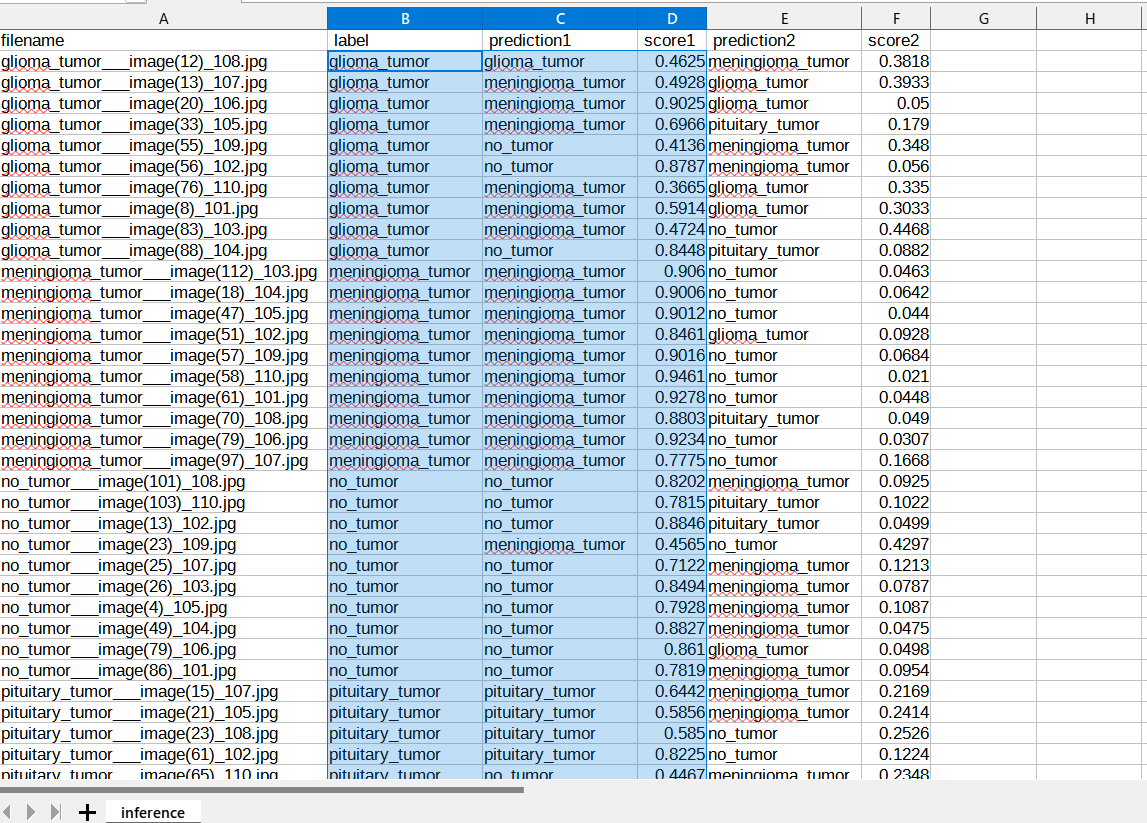 A B C D E F G H
filename label prediction1 score1 prediction2 score2
glioma_tumor___image(12)_108.jpg glioma_tumor glioma_tumor 0.4625 meningioma_tumor 0.3818
glioma_tumor___image(13)_107.jpg glioma_tumor meningioma_tumor 0.4928 glioma_tumor 0.3933
glioma_tumor___image(20)_106.jpg glioma_tumor meningioma_tumor 0.9025 glioma_tumor 0.05
glioma_tumor___image(33)_105.jpg glioma_tumor meningioma_tumor 0.6966 pituitary_tumor 0.179
glioma_tumor___image(55)_109.jpg glioma_tumor no_tumor 0.4136 meningioma_tumor 0.348
glioma_tumor___image(56)_102.jpg glioma_tumor no_tumor 0.8787 meningioma_tumor 0.056
glioma_tumor___image(76)_110.jpg glioma_tumor meningioma_tumor 0.3665 glioma_tumor 0.335
glioma_tumor___image(8)_101.jpg glioma_tumor meningioma_tumor 0.5914 glioma_tumor 0.3033
glioma_tumor___image(83)_103.jpg glioma_tumor meningioma_tumor 0.4724 no_tumor 0.4468
glioma_tumor___image(88)_104.jpg glioma_tumor no_tumor 0.8448 pituitary_tumor 0.0882
meningioma_tumor___image(112)_103.jpg meningioma_tumor meningioma_tumor 0.906 no_tumor 0.0463
meningioma_tumor___image(18)_104.jpg meningioma_tumor meningioma_tumor 0.9006 no_tumor 0.0642
meningioma_tumor___image(47)_105.jpg meningioma_tumor meningioma_tumor 0.9012 no_tumor 0.044
meningioma_tumor___image(51)_102.jpg meningioma_tumor meningioma_tumor 0.8461 glioma_tumor 0.0928
meningioma_tumor___image(57)_109.jpg meningioma_tumor meningioma_tumor 0.9016 no_tumor 0.0684
meningioma_tumor___image(58)_110.jpg meningioma_tumor meningioma_tumor 0.9461 no_tumor 0.021
meningioma_tumor___image(61)_101.jpg meningioma_tumor meningioma_tumor 0.9278 no_tumor 0.0448
meningioma_tumor___image(70)_108.jpg meningioma_tumor meningioma_tumor 0.8803 pituitary_tumor 0.049
meningioma_tumor___image(79)_106.jpg meningioma_tumor meningioma_tumor 0.9234 no_tumor 0.0307
meningioma_tumor___image(97)_107.jpg meningioma_tumor meningioma_tumor 0.7775 no_tumor 0.1668
no_tumor___image(101)_108.jpg no_tumor no_tumor 0.8202 meningioma_tumor 0.0925
no_tumor___image(103)_110.jpg no_tumor no_tumor 0.7815 pituitary_tumor 0.1022
no_tumor___image(13)_102.jpg no_tumor no_tumor 0.8846 pituitary_tumor 0.0499
no_tumor___image(23)_109.jpg no_tumor meningioma_tumor 0.4565 no_tumor 0.4297
no_tumor___image(25)_107.jpg no_tumor no_tumor 0.7122 meningioma_tumor 0.1213
no_tumor___image(26)_103.jpg no_tumor no_tumor 0.8494 meningioma_tumor 0.0787
no_tumor___image(4)_105.jpg no_tumor no_tumor 0.7928 meningioma_tumor 0.1087
no_tumor___image(49)_104.jpg no_tumor no_tumor 0.8827 meningioma_tumor 0.0475
no_tumor___image(79)_106.jpg no_tumor no_tumor 0.861 glioma_tumor 0.0498
no_tumor___image(86)_101.jpg no_tumor no_tumor 0.7819 meningioma_tumor 0.0954
pituitary_tumor___image(15)_107.jpg pituitary_tumor pituitary_tumor 0.6442 meningioma_tumor 0.2169
pituitary_tumor___image(21)_105.jpg pituitary_tumor pituitary_tumor 0.5856 meningioma_tumor 0.2414
pituitary_tumor___image(23)_108.jpg pituitary_tumor pituitary_tumor 0.585 no_tumor 0.2526
pituitary_tumor___image(61)_102.jpg pituitary_tumor pituitary_tumor 0.8225 no_tumor 0.1224
pituitary_tumor___image(65)_110.jpg pituitary_tumor no_tumor 0.4467 meningioma_tumor 0.2348
inference